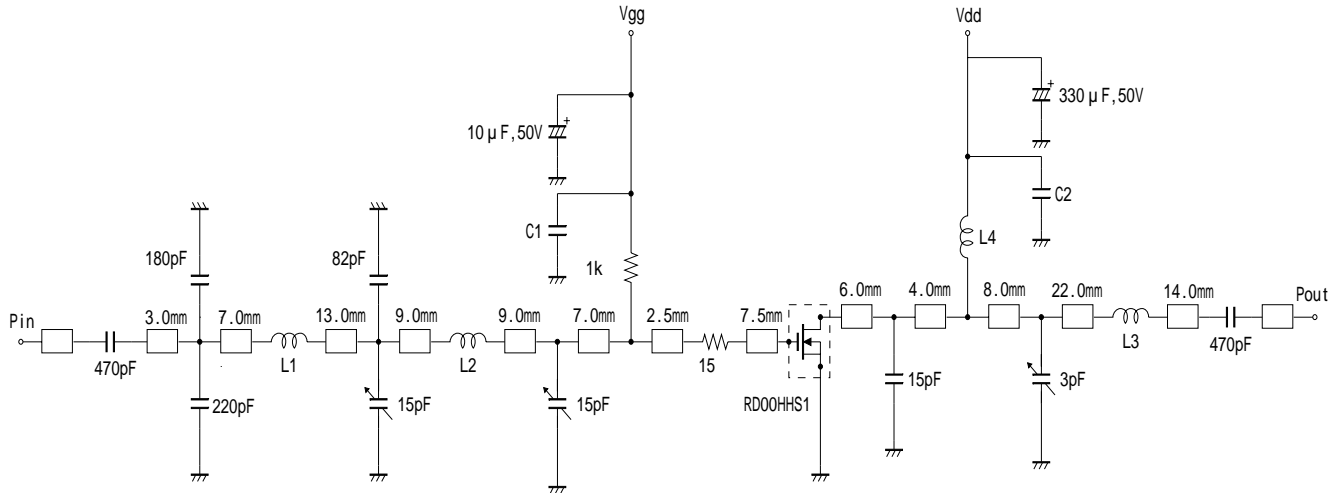 Vgg
Vdd
10μF,50V
330μF,50V
C1
C2
180pF
82pF
1k
L4
6.0mm
4.0mm
8.0mm
22.0mm
14.0mm
Pout
Pin
3.0mm
7.0mm
13.0mm
9.0mm
9.0mm
7.0mm
2.5mm
7.5mm
470pF
L1
L2
15
L3
470pF
220pF
15pF
15pF
RD00HHS1
15pF
3pF